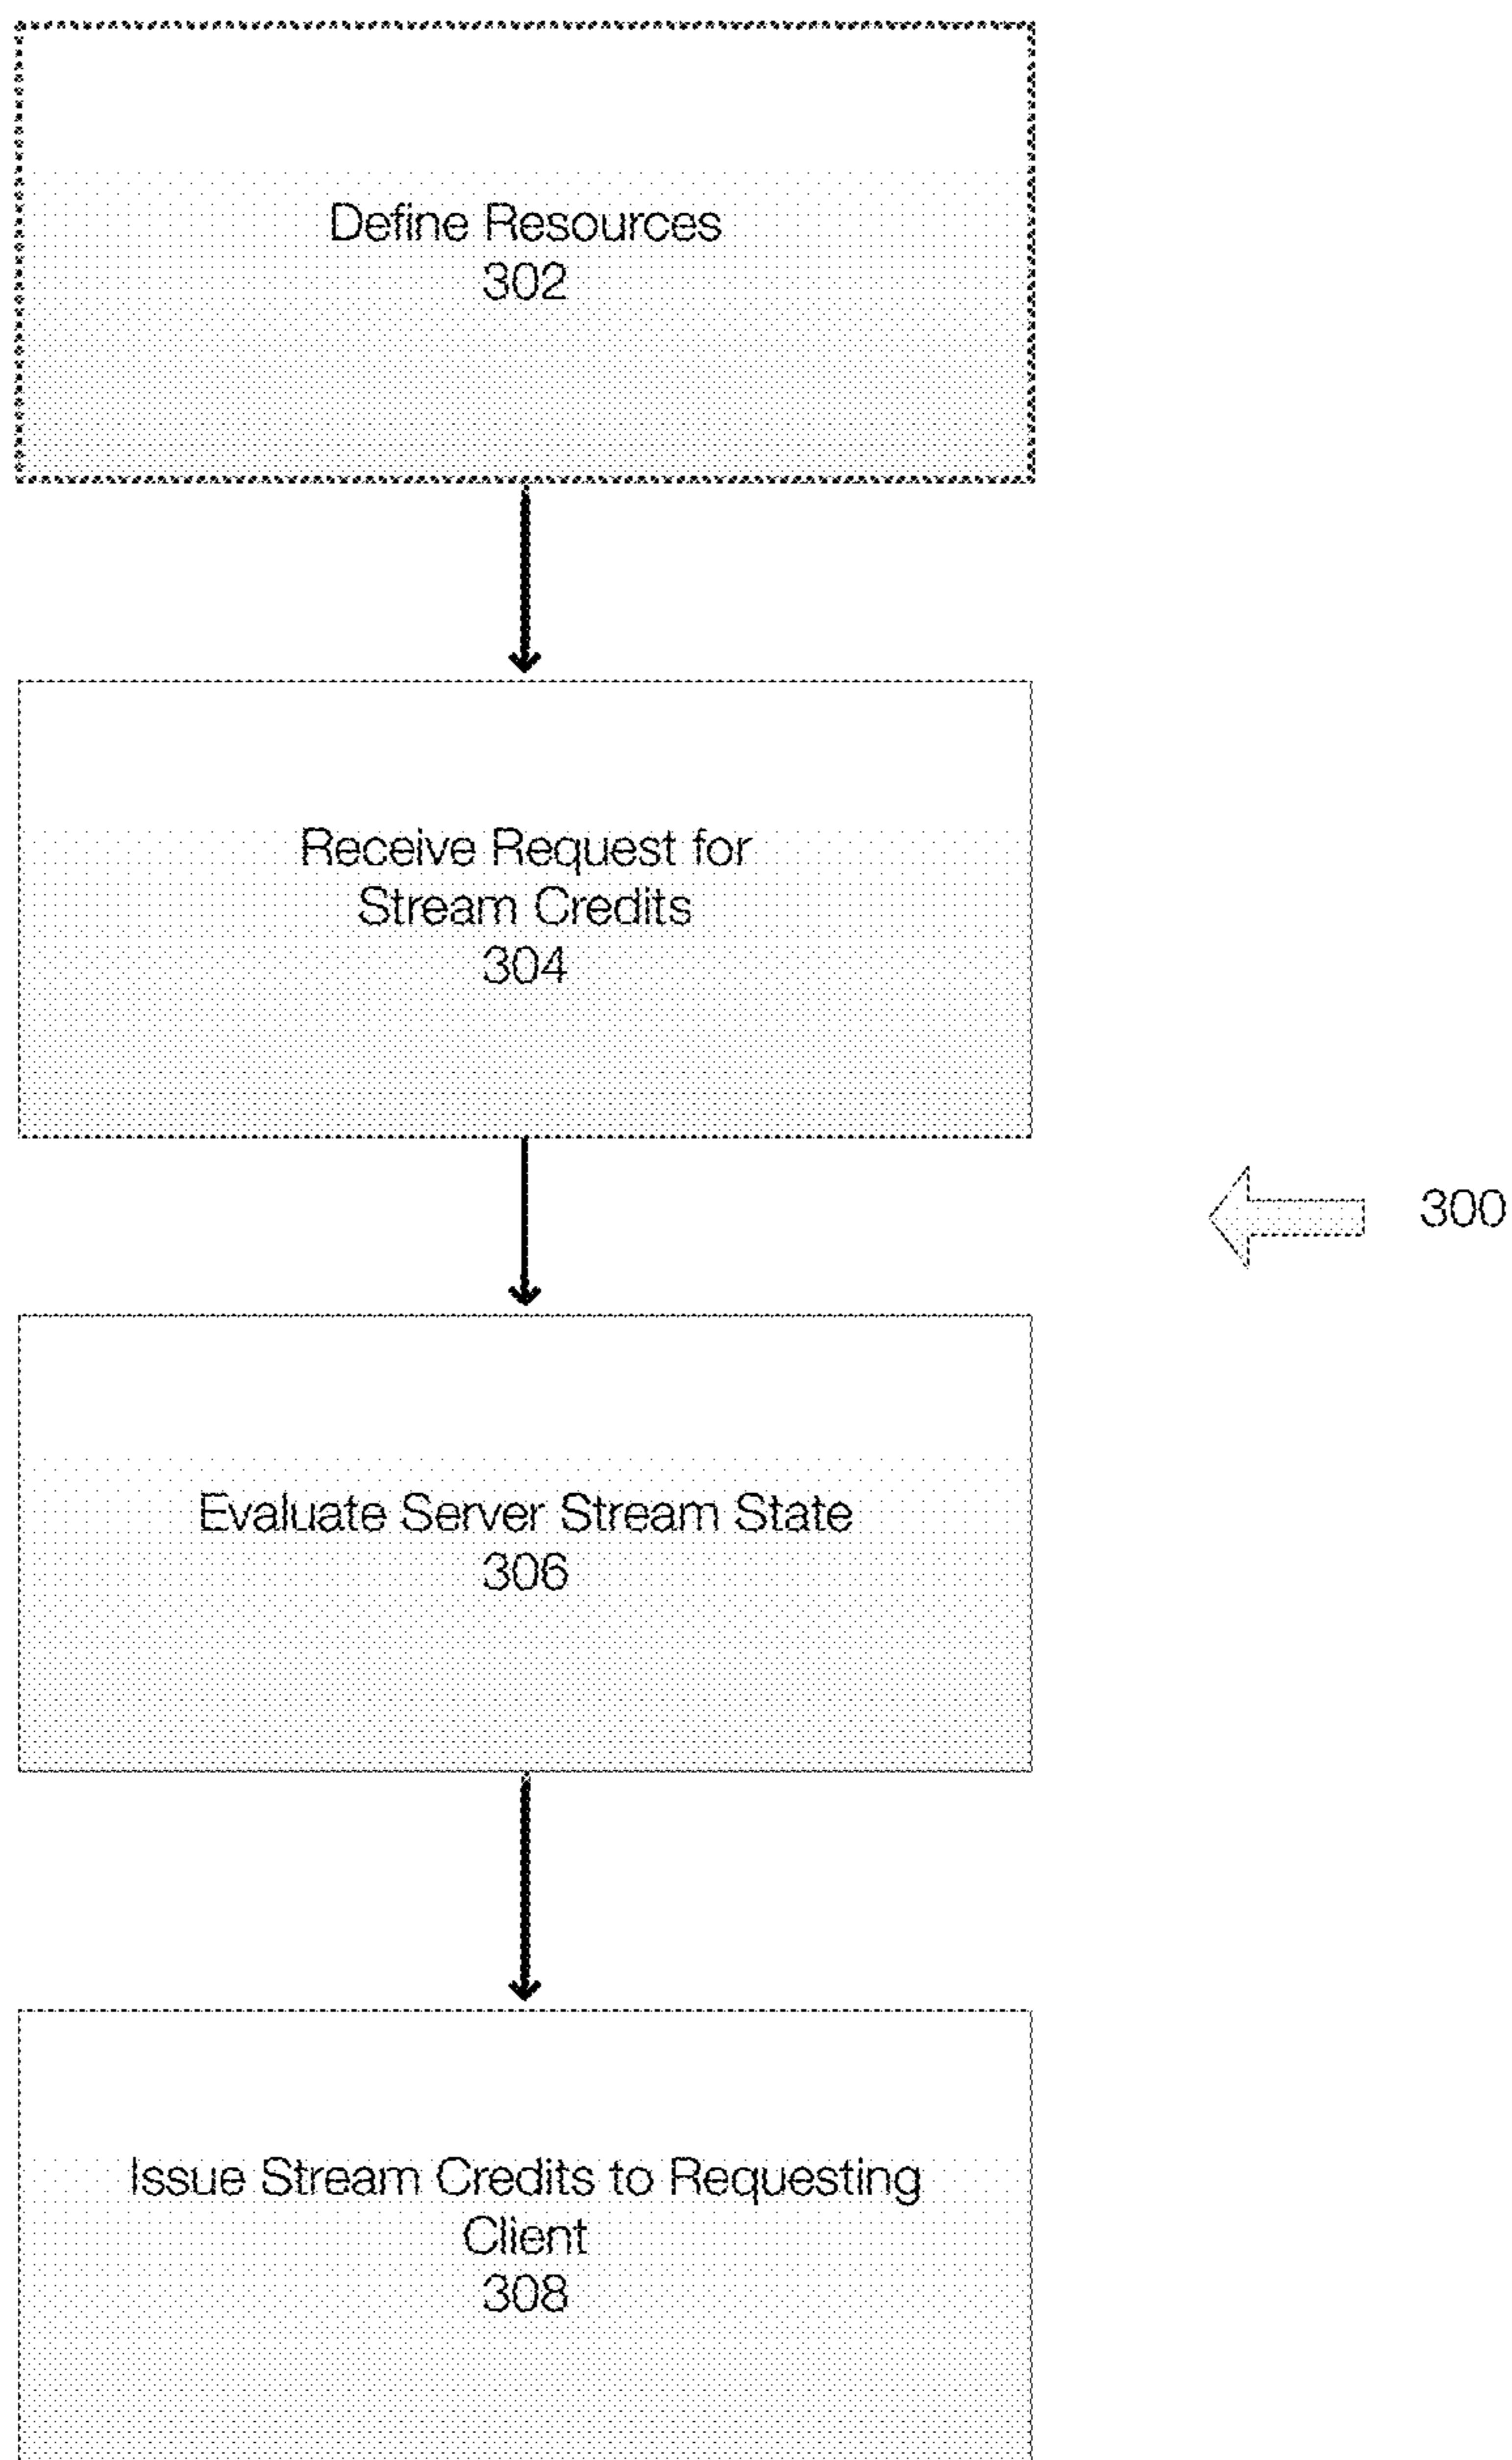 Define Resources
302
Receive Request for
Stream Credits
304
300
Evaluate Server Stream State
306
Issue Stream Credits to Requesting
Client
308